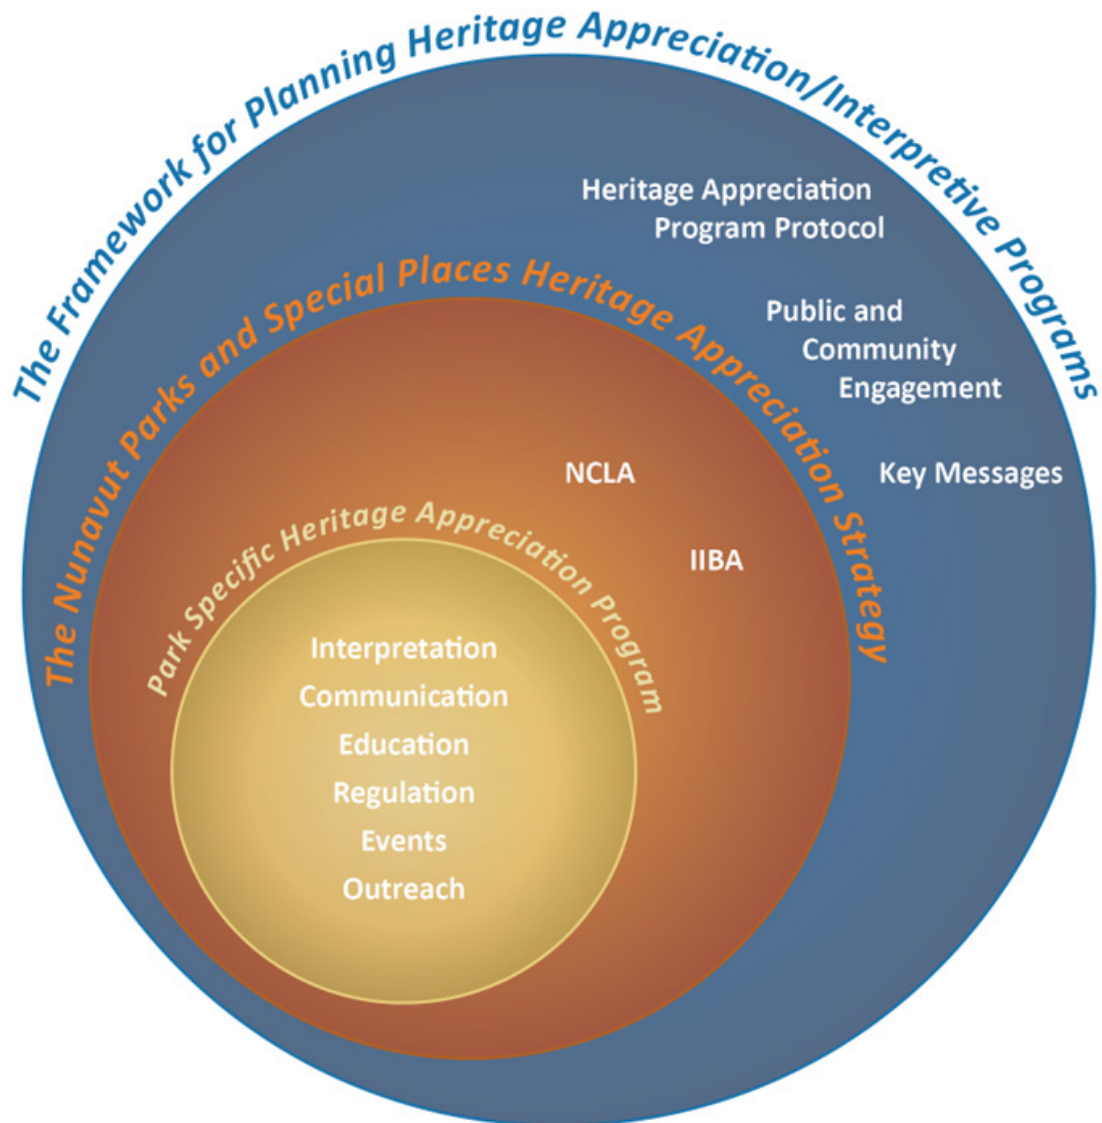 The Framework for Planning Heritage Appreciation/Interpretive Programs
Heritage Appreciation
Program Protocol
Public and
Community
Engagement
Key Messages
The Nunavut Parks and Special Places Heritage Appreciation Strategy
NCLA
IIBA
Park Specific Heritage Appreciation Program
Interpretation
Communication
Education
Regulation
Events
Outreach